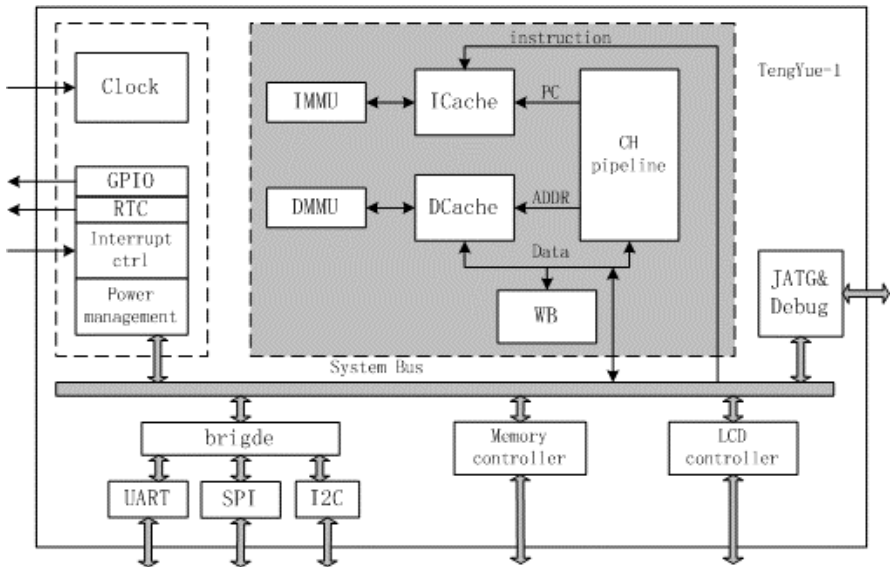 instruction
TengYue-1
Clock
IMMU
ICache
PC
CH
pipeline
GPIO
RTC
Interrupt
ctrl
Power
management
DMMU
DCache
ADDR
Data
WB
JATG&
Debug
System Bus
brigde
Memory
controller
LCD
controller
UART
SPI
I2C